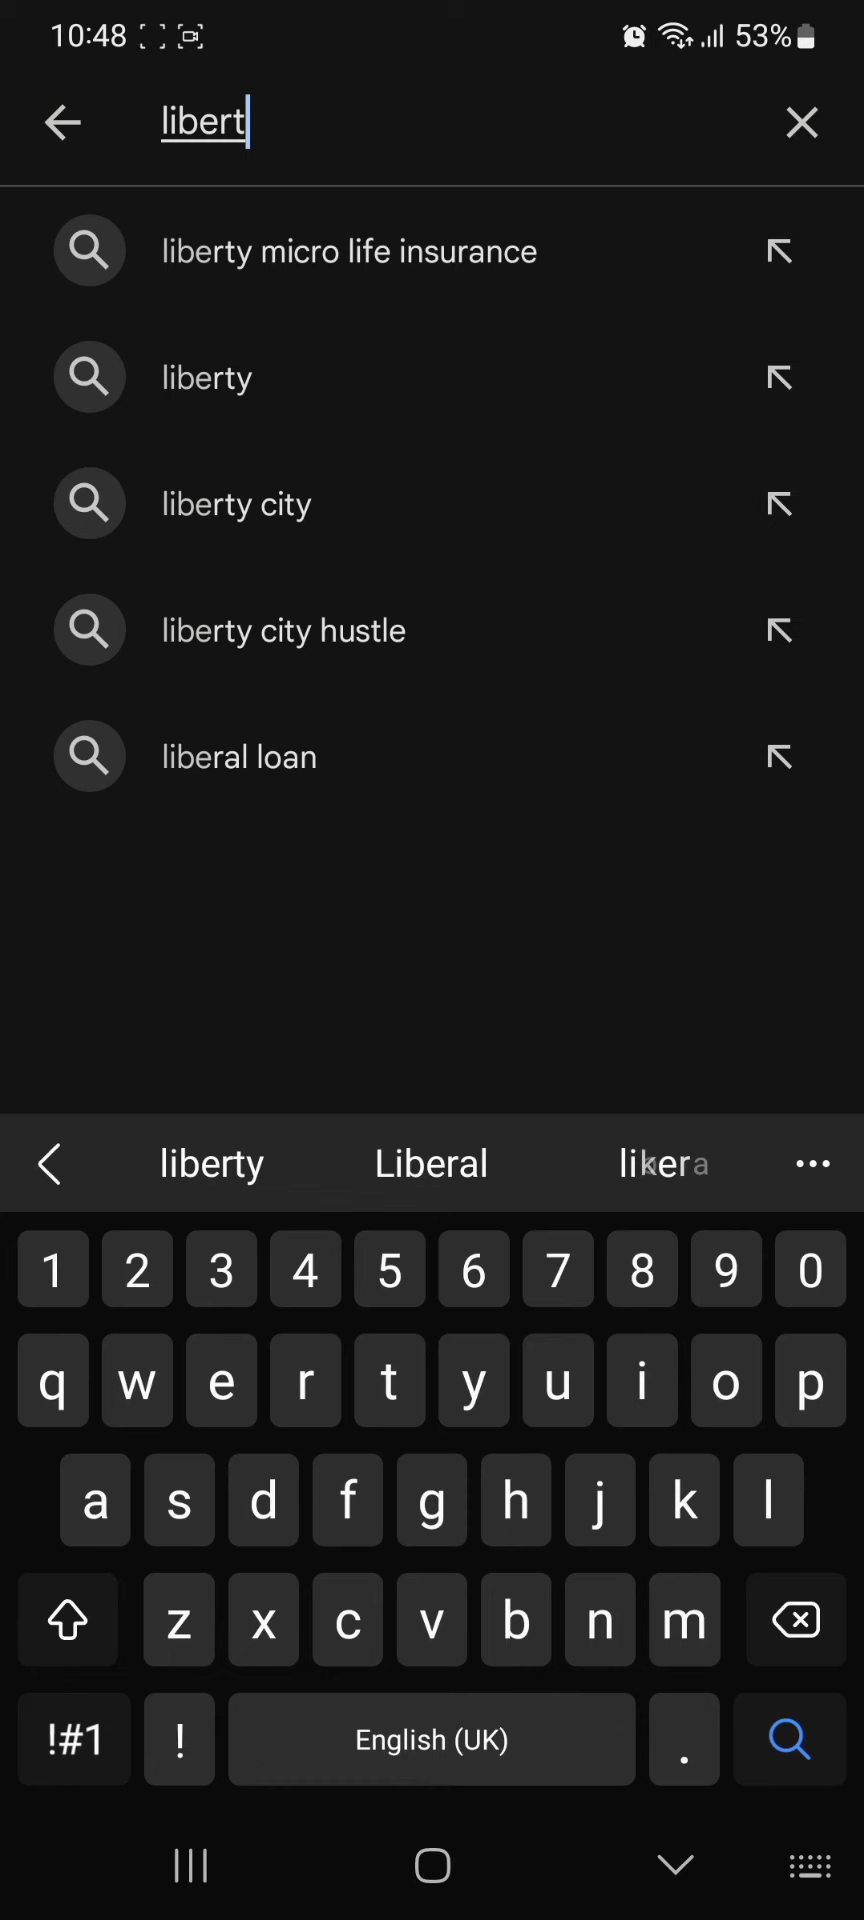 10:48 53%
libert
liberty micro life insurance
liberty
liberty city
liberty city hustle
liberal loan
liberty Liberal
1 2 3 4 5 6 7 8 9 0
q w e r t y u i o p
a s d f g h j k l
z x c v b n m
!#1 ! English (UK) .